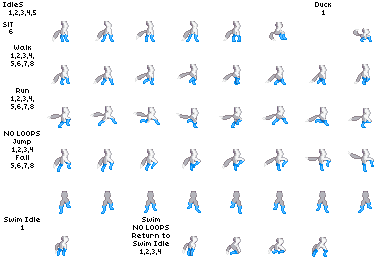 IdleS
1,2,3,4,5
Duck
1
SIT
6
Walk
1,2,3,4,
5,6,7,8
Run
1,2,3,4,
5,6,7,8
NO LOOPS
Jump
1,2,3,4
Fall
5,6,7,8
Swim Idle
1
Swim
NO LOOPS
Return to
Swim Idle
1,2,3,4